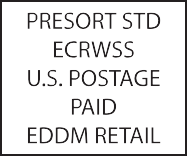 PRESORT STD
ECRWSS
U.S. POSTAGE
PAID
EDDM RETAIL